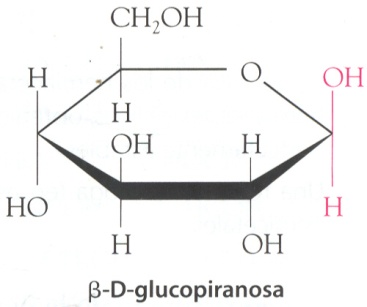 CH₂OH
H O OH
H
OH H
HO H
H OH
β-D-glucopiranosa